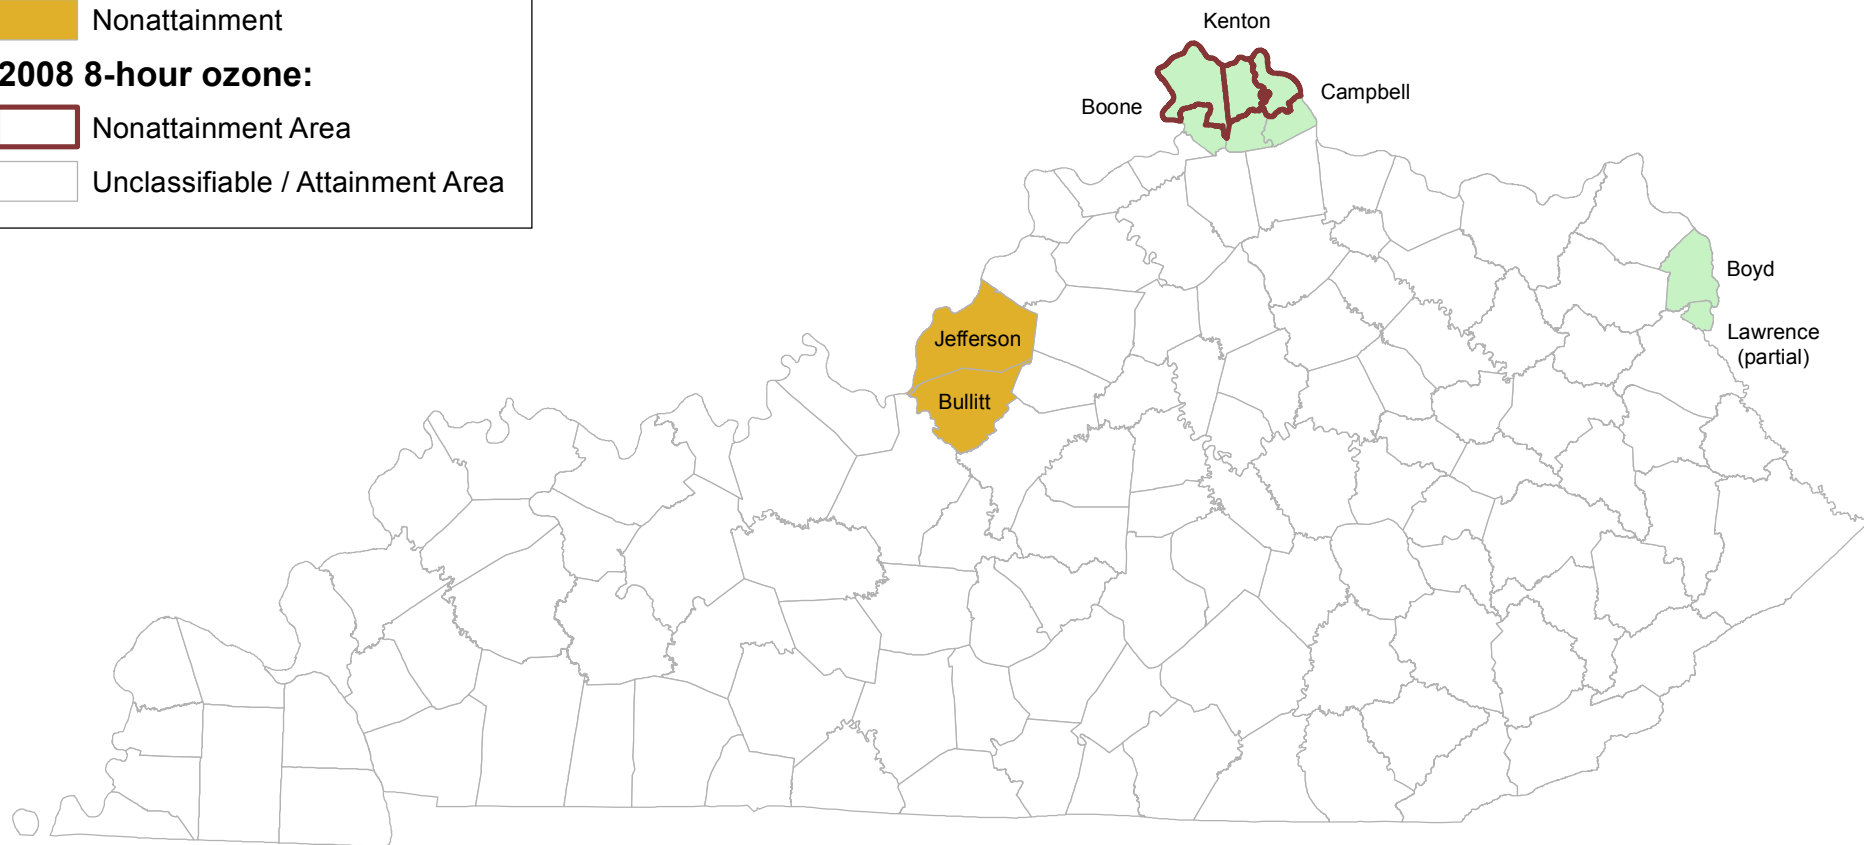 Nonattainment
2008 8-hour ozone:
Nonattainment Area
Unclassifiable / Attainment Area
Kenton
Campbell
Boone
Boyd
Lawrence
(partial)
Jefferson
Bullitt